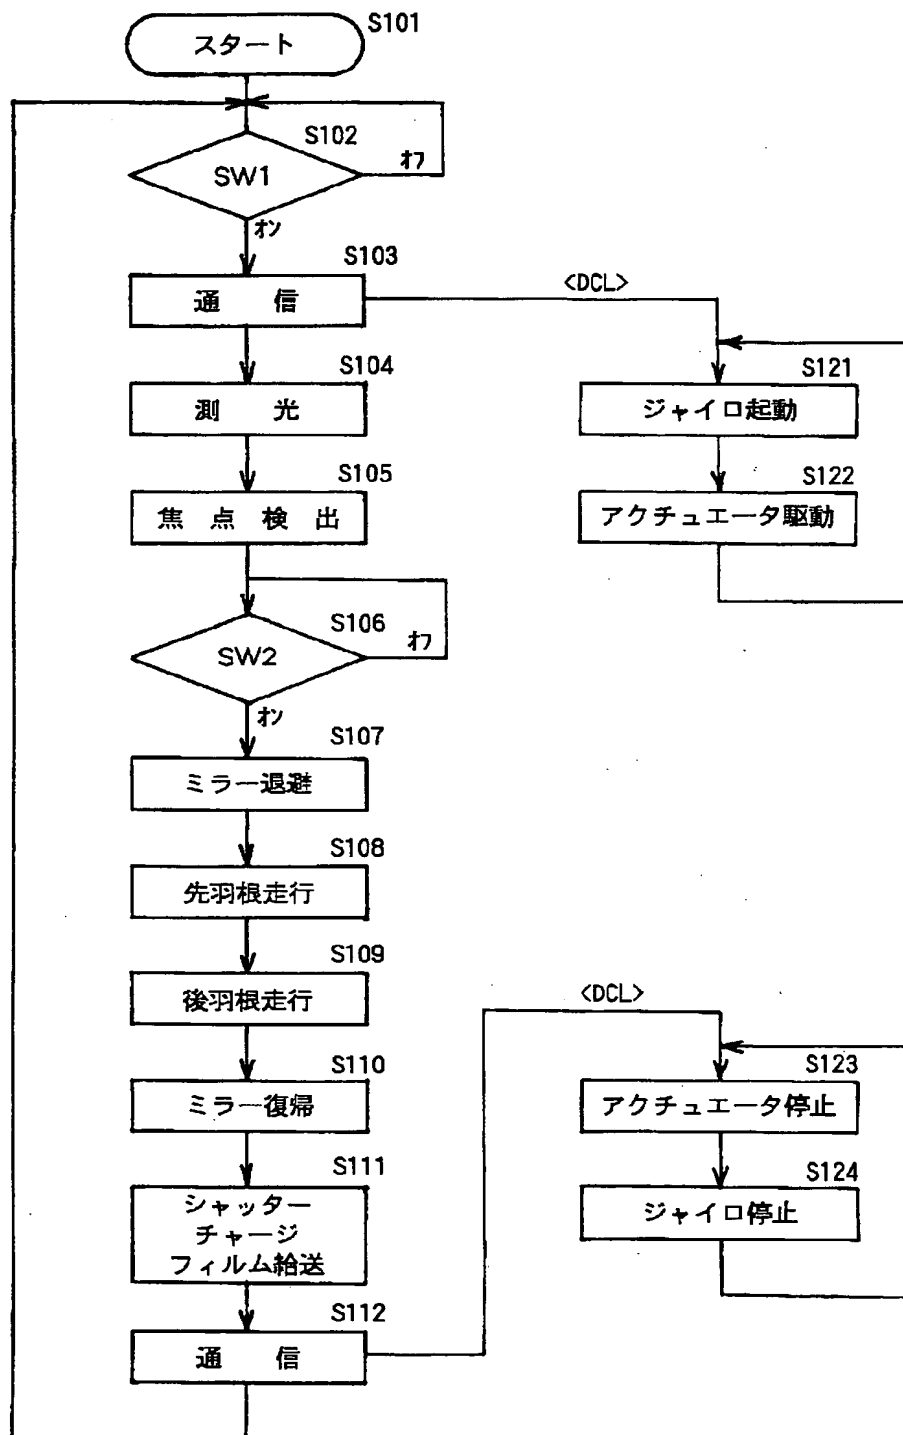 スタート
S101
S102
SW1
オフ
オン
S103
通信
<DCL>
S104
測光
S105
焦点検出
S106
SW2
オフ
オン
S107
ミラー退避
S108
先羽根走行
S109
後羽根走行
S110
ミラー復帰
S111
シャッター
チャージ
フィルム給送
S112
通信
S121
ジャイロ起動
S122
アクチュエータ駆動
<DCL>
S123
アクチュエータ停止
S124
ジャイロ停止